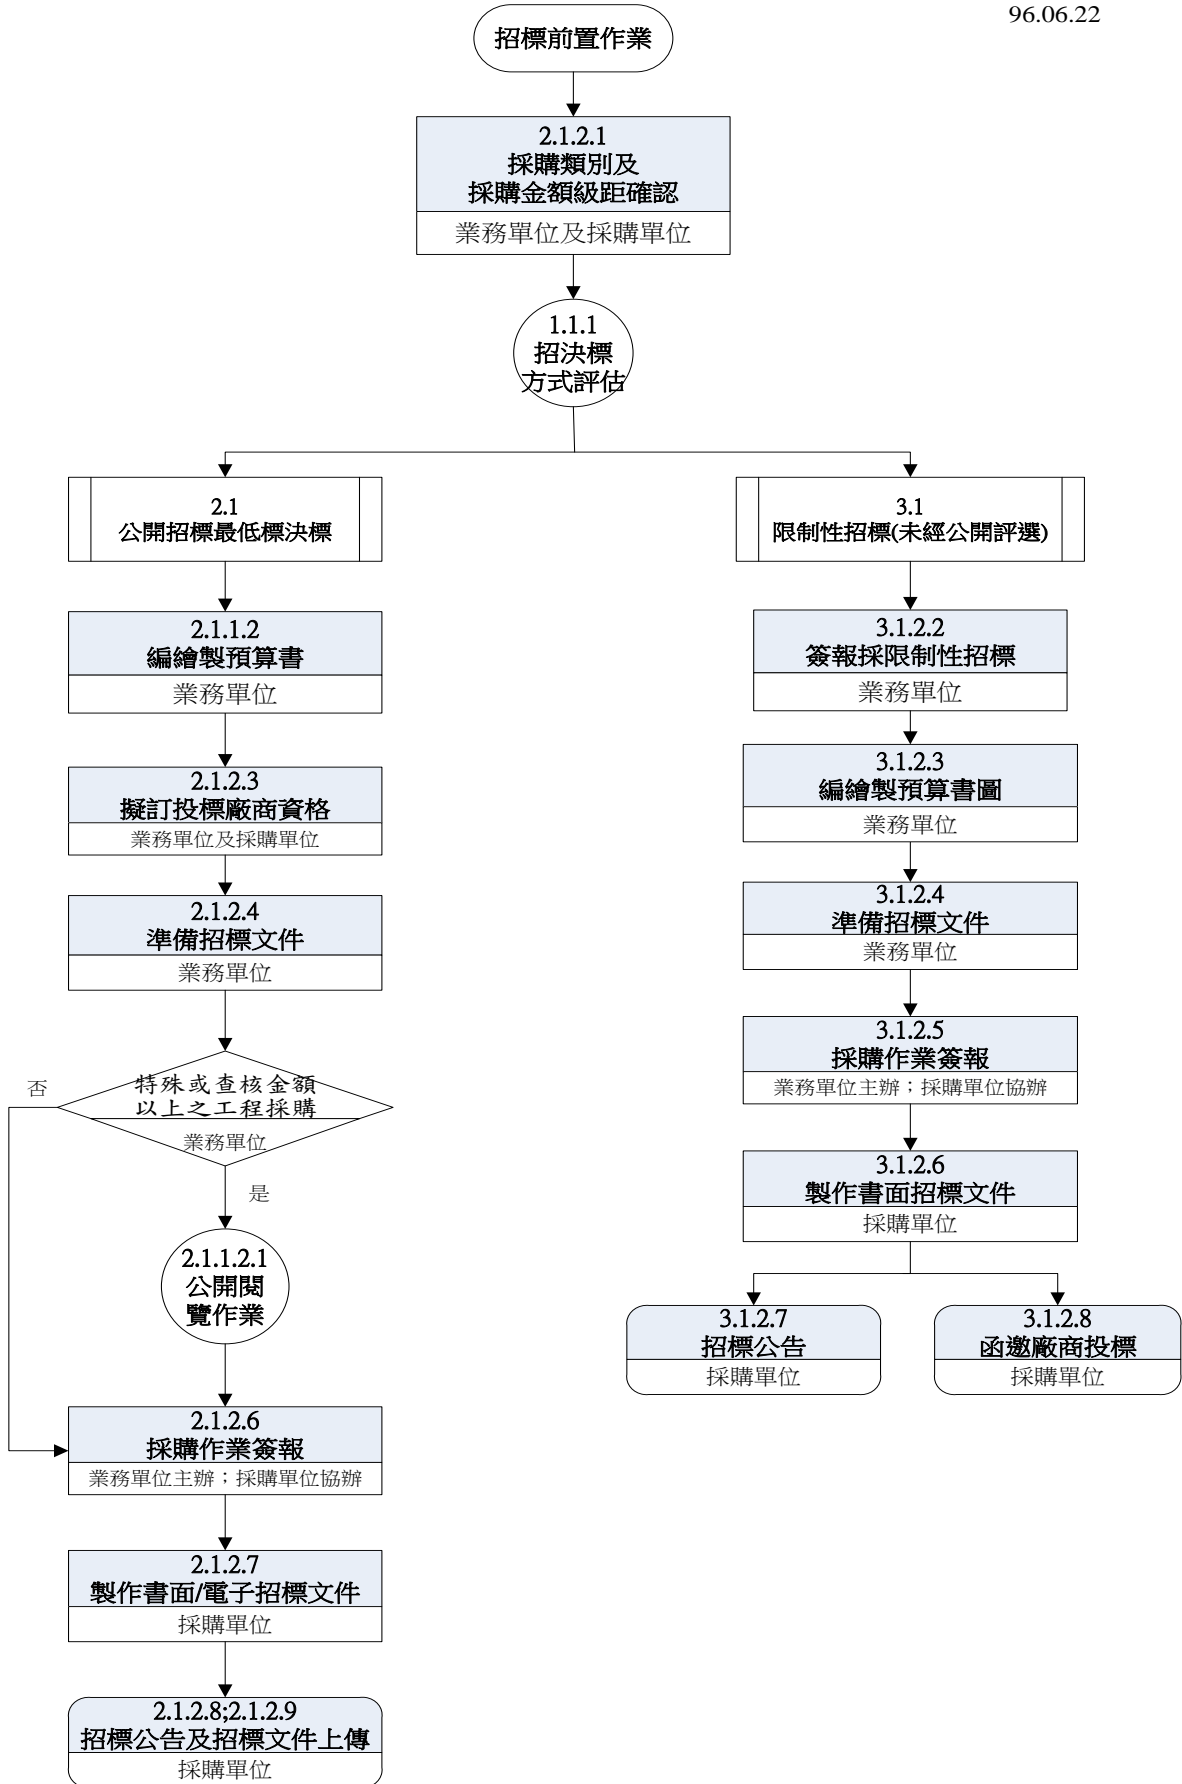 96.06.22
招標前置作業
2.1.2.1
採購類別及
採購金額級距確認
業務單位及採購單位
1.1.1
招決標
方式評估
2.1
公開招標最低標決標
2.1.1.2
編繪製預算書
業務單位
2.1.2.3
擬訂投標廠商資格
業務單位及採購單位
2.1.2.4
準備招標文件
業務單位
特殊或查核金額
以上之工程採購
業務單位
否
是
2.1.1.2.1
公開閱
覽作業
2.1.2.6
採購作業簽報
業務單位主辦；採購單位協辦
2.1.2.7
製作書面/電子招標文件
採購單位
2.1.2.8;2.1.2.9
招標公告及招標文件上傳
採購單位
3.1
限制性招標(未經公開評選)
3.1.2.2
簽報採限制性招標
業務單位
3.1.2.3
編繪製預算書圖
業務單位
3.1.2.4
準備招標文件
業務單位
3.1.2.5
採購作業簽報
業務單位主辦；採購單位協辦
3.1.2.6
製作書面招標文件
採購單位
3.1.2.7
招標公告
採購單位
3.1.2.8
函邀廠商投標
採購單位